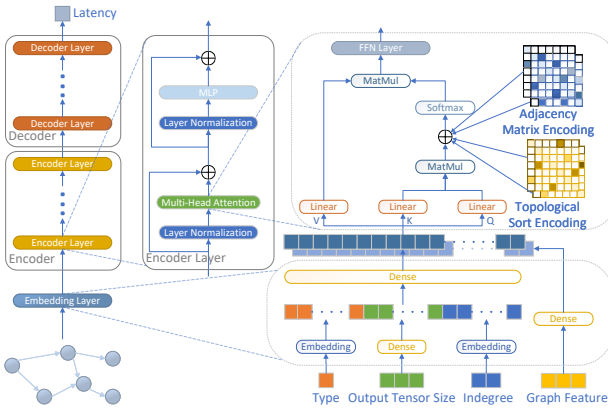 Latency
Decoder Layer
Decoder Layer
Decoder
Encoder Layer
Encoder Layer
Encoder
Embedding Layer
MLP
Layer Normalization
Multi-Head Attention
Layer Normalization
Encoder Layer
FFN Layer
MatMul
Softmax
MatMul
Linear
Linear
Linear
V
K
Q
Adjacency
Matrix Encoding
Topological
Sort Encoding
Dense
Embedding
Dense
Embedding
Dense
Type
Output Tensor Size
Indegree
Graph Feature